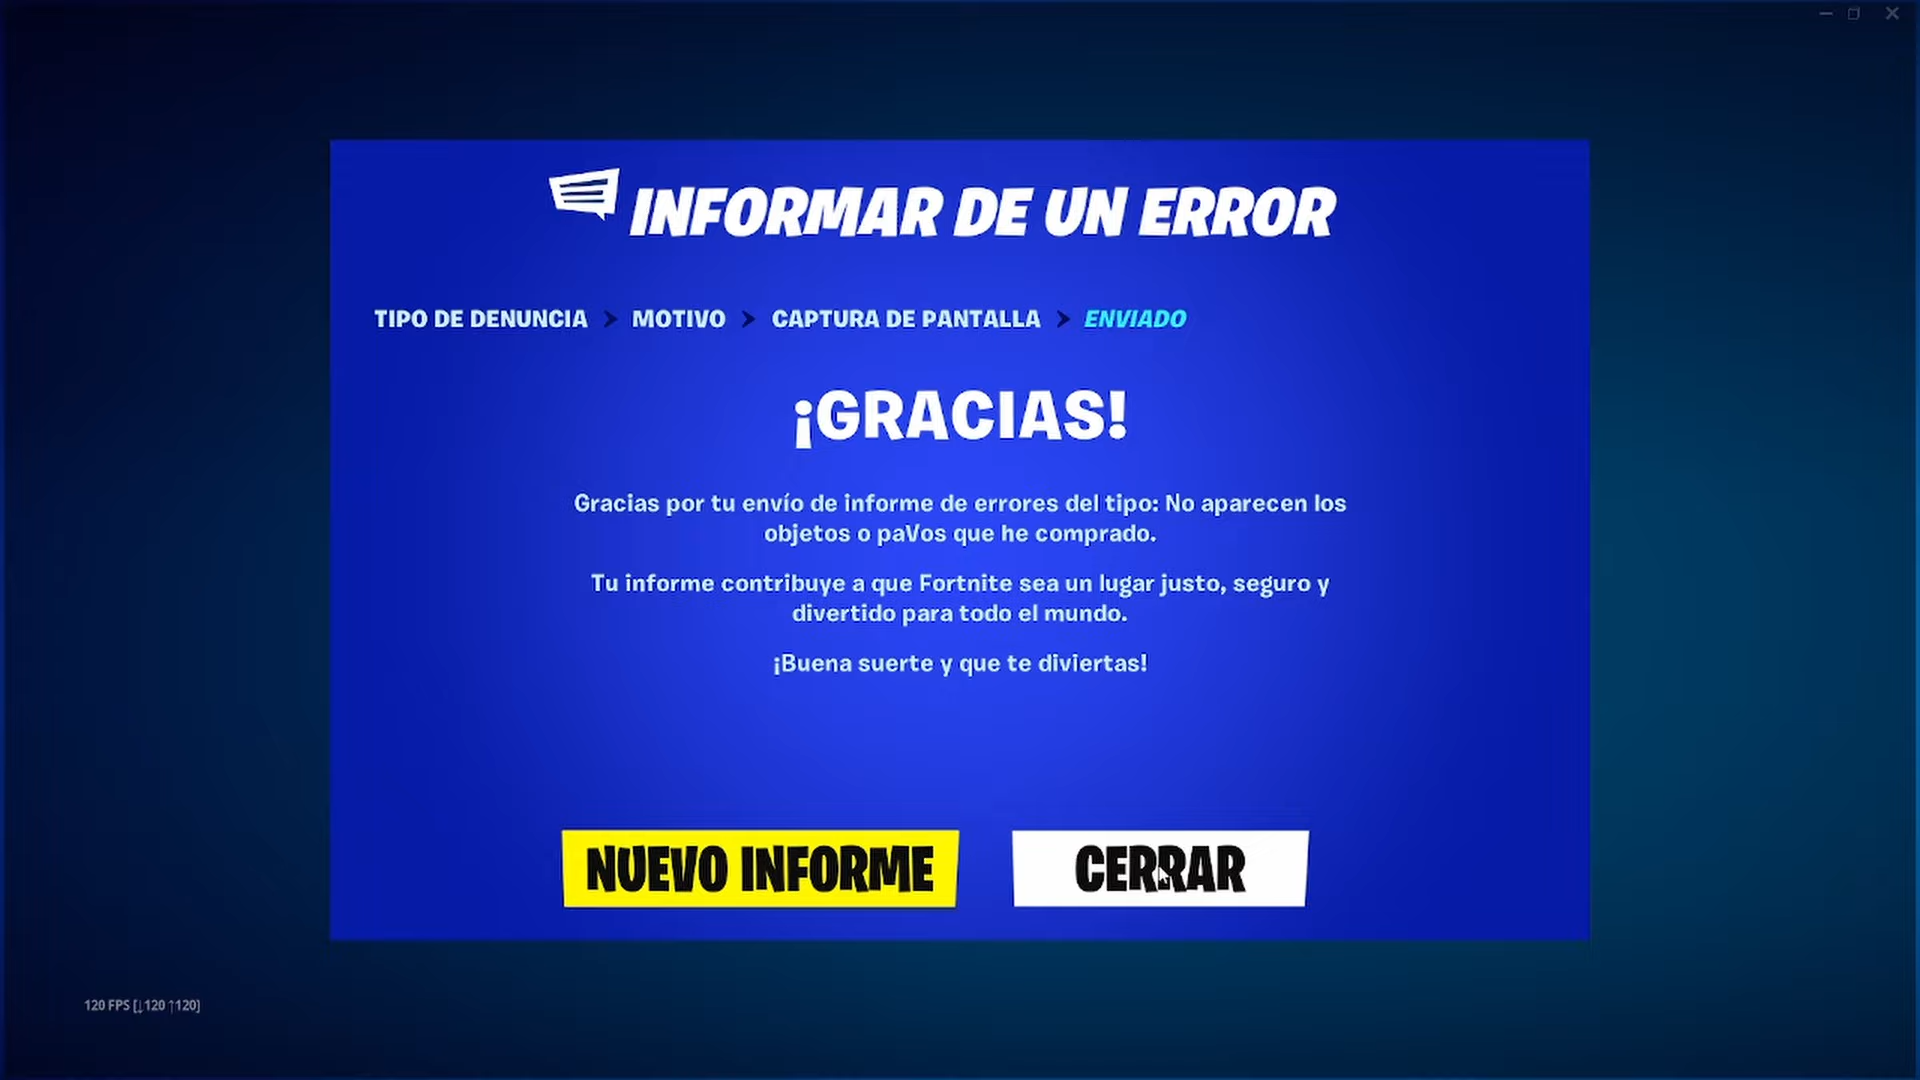 INFORMAR DE UN ERROR
TIPO DE DENUNCIA > MOTIVO > CAPTURA DE PANTALLA > ENVIADO
¡GRACIAS!
Gracias por tu envío de informe de errores del tipo: No aparecen los
objetos o paVos que he comprado.
Tu informe contribuye a que Fortnite sea un lugar justo, seguro y
divertido para todo el mundo.
¡Buena suerte y que te diviertas!
NUEVO INFORME
CERRAR
120 FPS [↓120 ↑120]